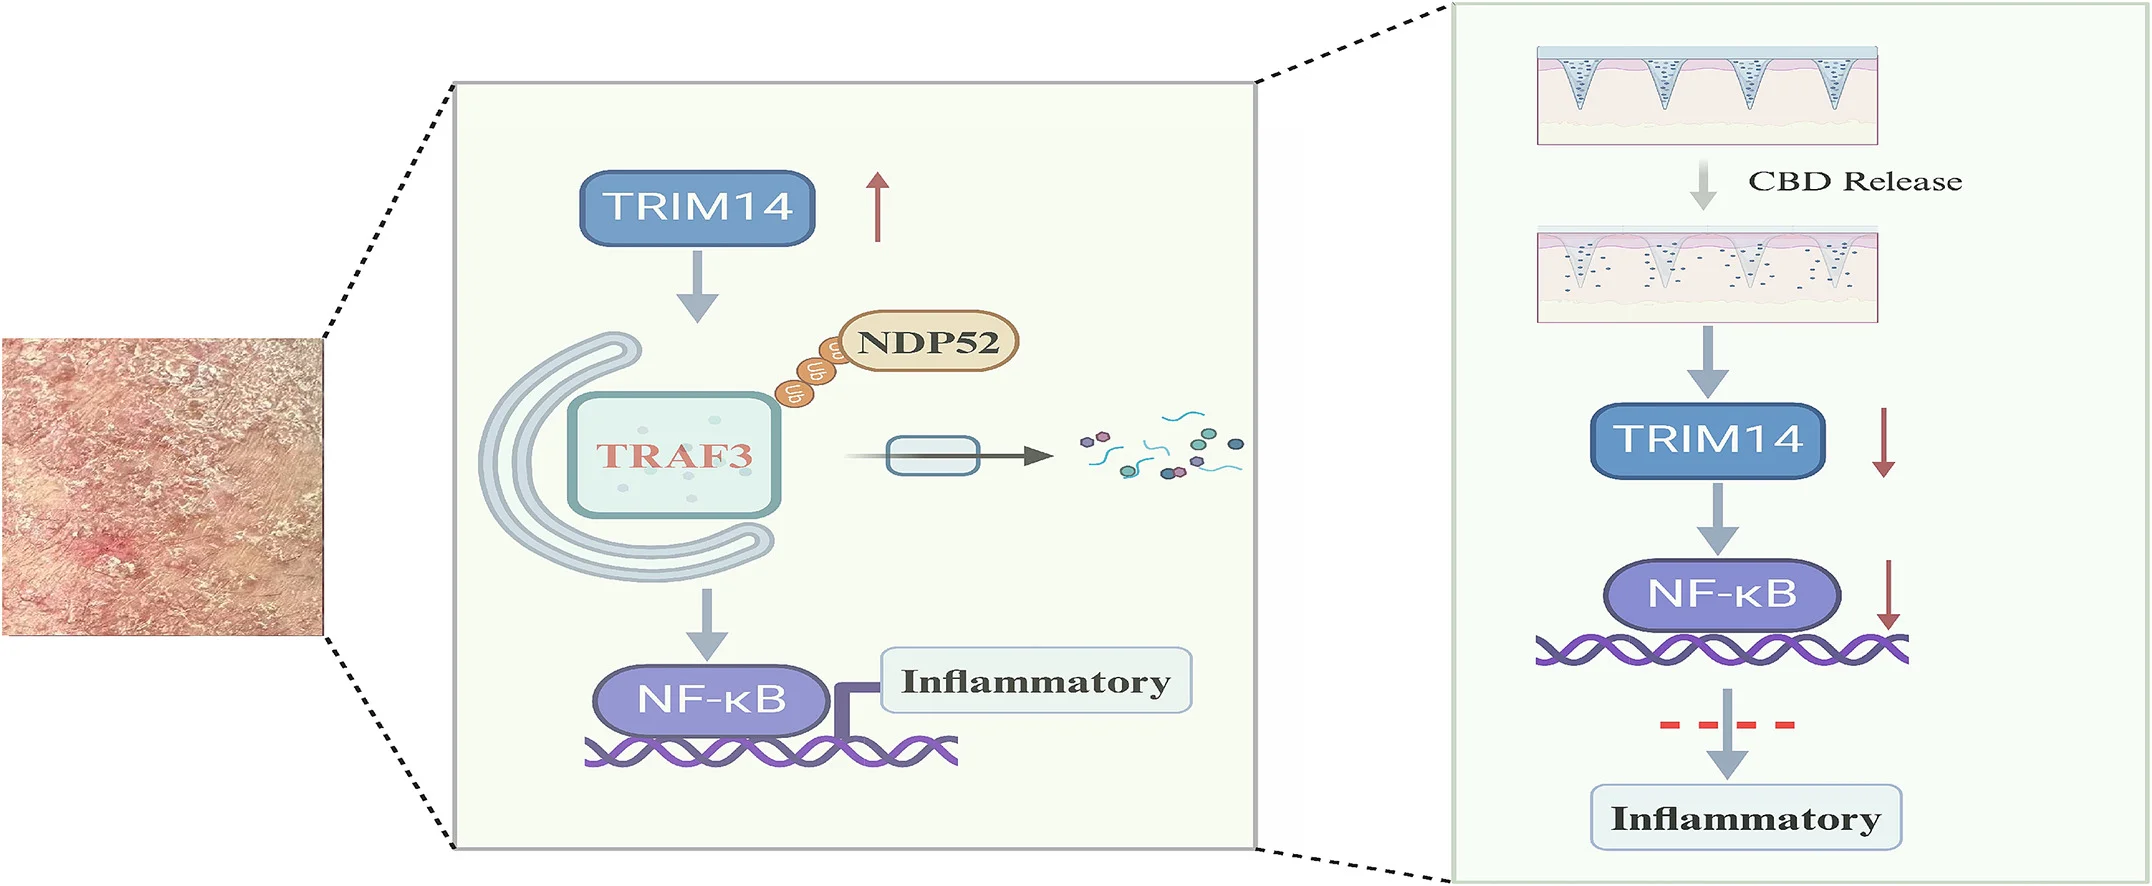 TRIM14
NDP52
Ub
Ub
Ub
TRAF3
NF-κB
Inflammatory
CBD Release
TRIM14
NF-κB
Inflammatory